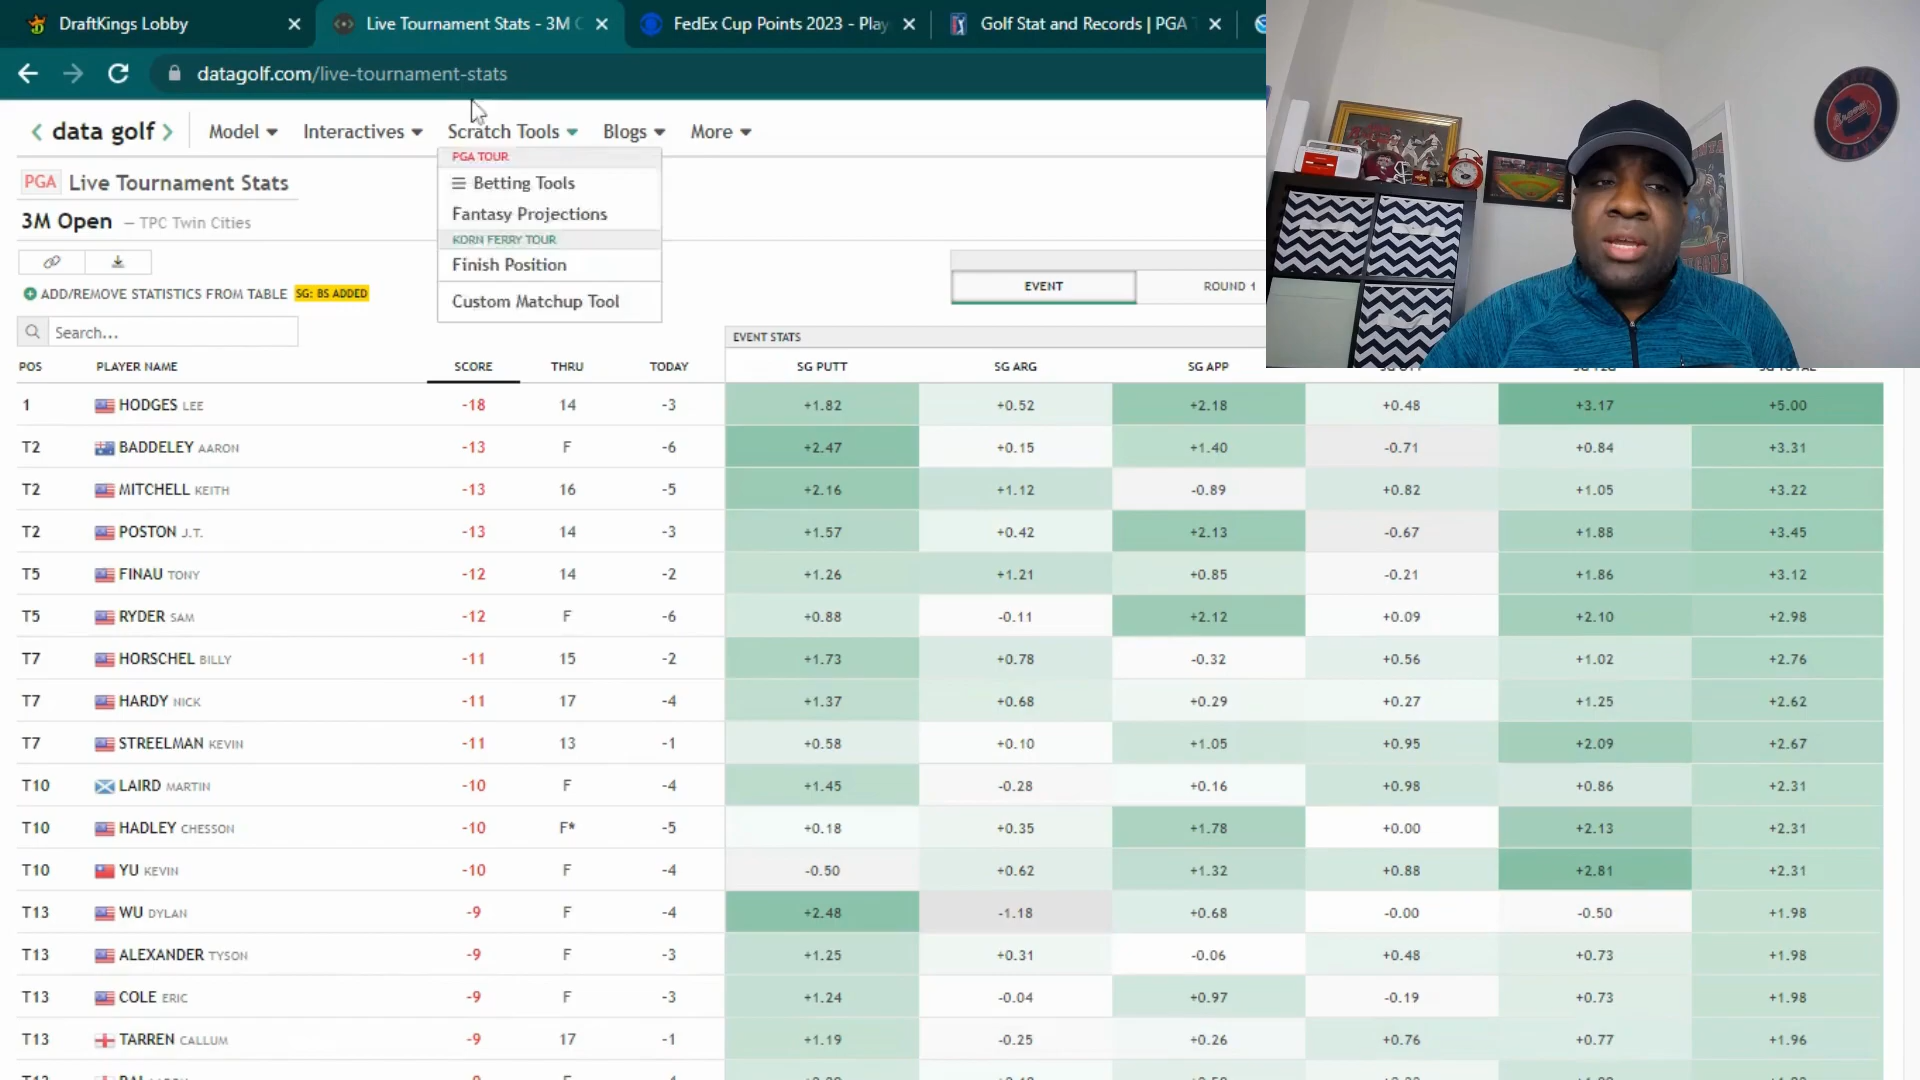 DraftKings Lobby
Live Tournament Stats - 3M
FedEx Cup Points 2023 - Play
Golf Stat and Records | PGA
datagolf.com/live-tournament-stats
data golf
Model
Interactives
Scratch Tools
Blogs
More
PGA TOUR
Betting Tools
Fantasy Projections
KORN FERRY TOUR
Finish Position
Custom Matchup Tool
PGA Live Tournament Stats
3M Open — TPC Twin Cities
ADD/REMOVE STATISTICS FROM TABLE SG: BS ADDED
EVENT
ROUND 1
Search...
EVENT STATS
POS PLAYER NAME SCORE THRU TODAY SG PUTT SG ARG SG APP
1 HODGES LEE -18 14 -3 +1.82 +0.52 +2.18 +0.48 +3.17 +5.00
T2 BADDELEY AARON -13 F -6 +2.47 +0.15 +1.40 -0.71 +0.84 +3.31
T2 MITCHELL KEITH -13 16 -5 +2.16 +1.12 -0.89 +0.82 +1.05 +3.22
T2 POSTON J.T. -13 14 -3 +1.57 +0.42 +2.13 -0.67 +1.88 +3.45
T5 FINAU TONY -12 14 -2 +1.26 +1.21 +0.85 -0.21 +1.86 +3.12
T5 RYDER SAM -12 F -6 +0.88 -0.11 +2.12 +0.09 +2.10 +2.98
T7 HORSCHEL BILLY -11 15 -2 +1.73 +0.78 -0.32 +0.56 +1.02 +2.76
T7 HARDY NICK -11 17 -4 +1.37 +0.68 +0.29 +0.27 +1.25 +2.62
T7 STREELMAN KEVIN -11 13 -1 +0.58 +0.10 +1.05 +0.95 +2.09 +2.67
T10 LAIRD MARTIN -10 F -4 +1.45 -0.28 +0.16 +0.98 +0.86 +2.31
T10 HADLEY CHESSON -10 F* -5 +0.18 +0.35 +1.78 +0.00 +2.13 +2.31
T10 YU KEVIN -10 F -4 -0.50 +0.62 +1.32 +0.88 +2.81 +2.31
T13 WU DYLAN -9 F -4 +2.48 -1.18 +0.68 -0.00 -0.50 +1.98
T13 ALEXANDER TYSON -9 F -3 +1.25 +0.31 -0.06 +0.48 +0.73 +1.98
T13 COLE ERIC -9 F -3 +1.24 -0.04 +0.97 -0.19 +0.73 +1.98
T13 TARREN CALLUM -9 17 -1 +1.19 -0.25 +0.26 +0.76 +0.77 +1.96